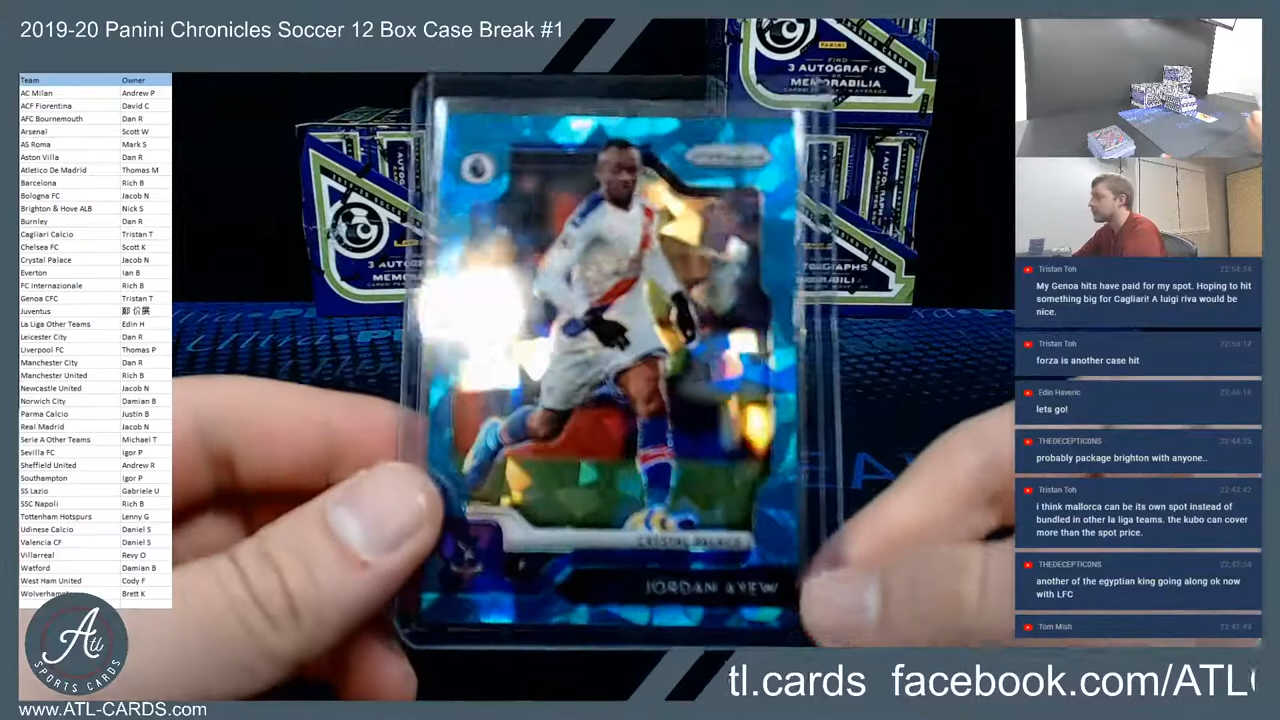 2019-20 Panini Chronicles Soccer 12 Box Case Break #1
Team Owner
AC Milan Andrew P
ACF Fiorentina David C
AFC Bournemouth Dan R
Arsenal Scott W
AS Roma Mark S
Aston Villa Dan R
Atletico De Madrid Thomas M
Barcelona Rich B
Bologna FC Jacob N
Brighton & Hove ALB Nick S
Burnley Dan R
Cagliari Calcio Tristan T
Chelsea FC Scott K
Crystal Palace Jacob N
Everton Ian B
FC Internazionale Rich B
Genoa CFC Tristan T
Juventus 鄭 价展
La Liga Other Teams Edin H
Leicester City Dan R
Liverpool FC Thomas P
Manchester City Dan R
Manchester United Rich B
Newcastle United Jacob N
Norwich City Damian B
Parma Calcio Justin B
Real Madrid Jacob N
Serie A Other Teams Michael T
Sevilla FC Igor P
Sheffield United Andrew R
Southampton Igor P
SS Lazio Gabriele U
SSC Napoli Rich B
Tottenham Hotspurs Lenny G
Udinese Calcio Daniel S
Valencia CF Daniel S
Villarreal Revy O
Watford Damian B
West Ham United Cody F
Brett K
Atl
SPORTS CARDS
www.ATL-CARDS.com
PANINI
FIND
3 AUTOGRAPHS
OR
MEMORABILIA
3 AUTO
CRYSTAL PALACE
JORDAN AYEW
Tristan Toh
My Genoa hits have paid for my spot. Hoping to hit
something big for Cagliari! A luigi riva would be
nice.
Tristan Toh
forza is another case hit
Edin Haveric
lets go!
THEDECEPTICONS
probably package brighton with anyone..
Tristan Toh
i think mallorca can be its own spot instead of
bundled in other la liga teams. the kubo can cover
more than the spot price.
THEDECEPTICONS
another of the egyptian king going along ok now
with LFC
Tom Mish
tl.cards facebook.com/ATL